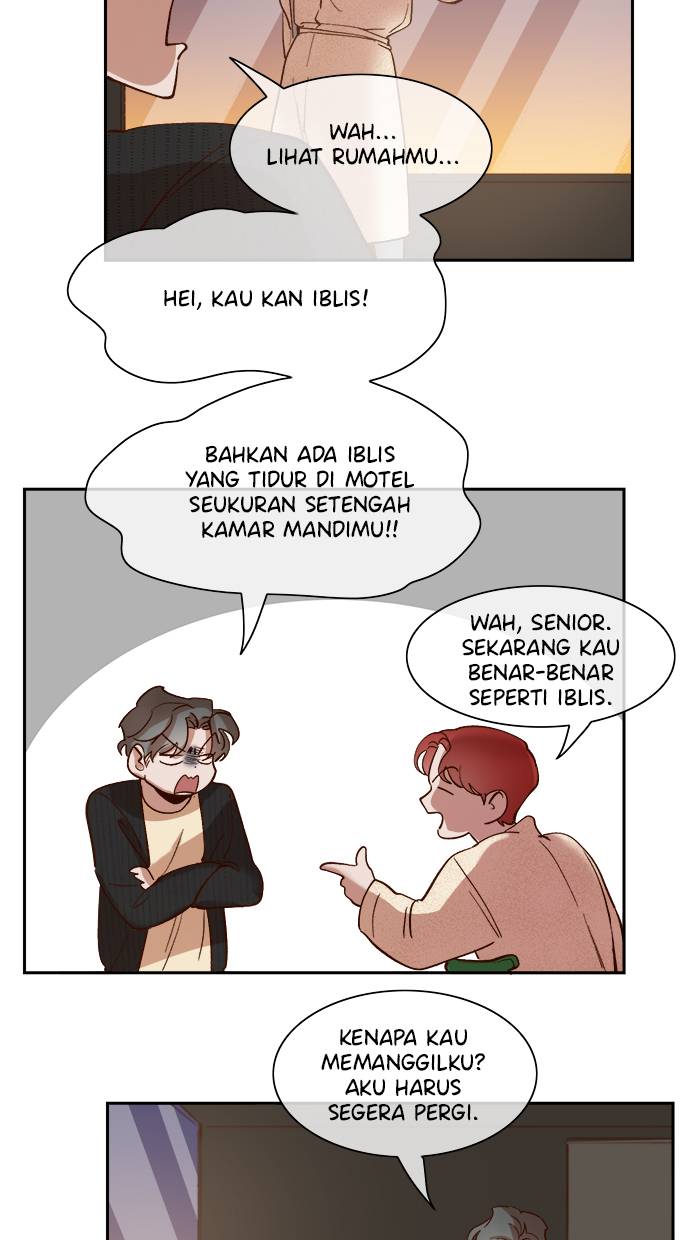 WAH...
LIHAT RUMAHMU...
HEI, KAU KAN IBLIS!
BAHKAN ADA IBLIS
YANG TIDUR DI MOTEL
SEUKURAN SETENGAH
KAMAR MANDIMU!!
WAH, SENIOR.
SEKARANG KAU
BENAR-BENAR
SEPERTI IBLIS.
KENAPA KAU
MEMANGGILKU?
AKU HARUS
SEGERA PERGI.